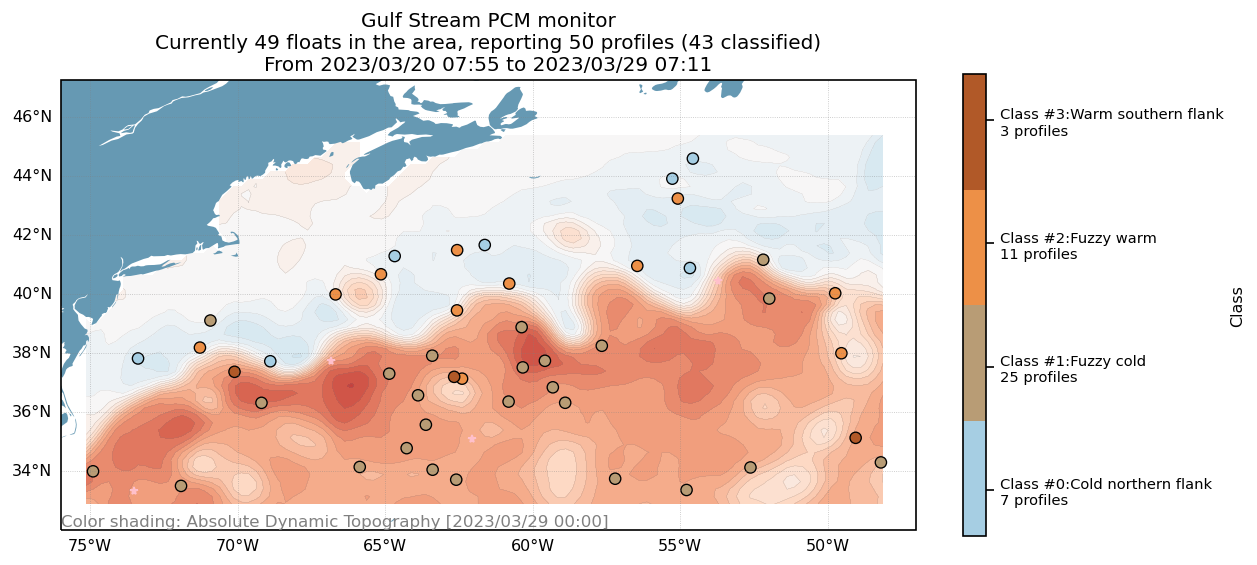 Gulf Stream PCM monitor
Currently 49 floats in the area, reporting 50 profiles (43 classified)
From 2023/03/20 07:55 to 2023/03/29 07:11
46°N
44°N
42°N
40°N
38°N
36°N
34°N
Color shading: Absolute Dynamic Topography [2023/03/29 00:00]
75°W
70°W
65°W
60°W
55°W
50°W
Class #3:Warm southern flank
3 profiles
Class #2:Fuzzy warm
11 profiles
Class #1:Fuzzy cold
25 profiles
Class #0:Cold northern flank
7 profiles
Class